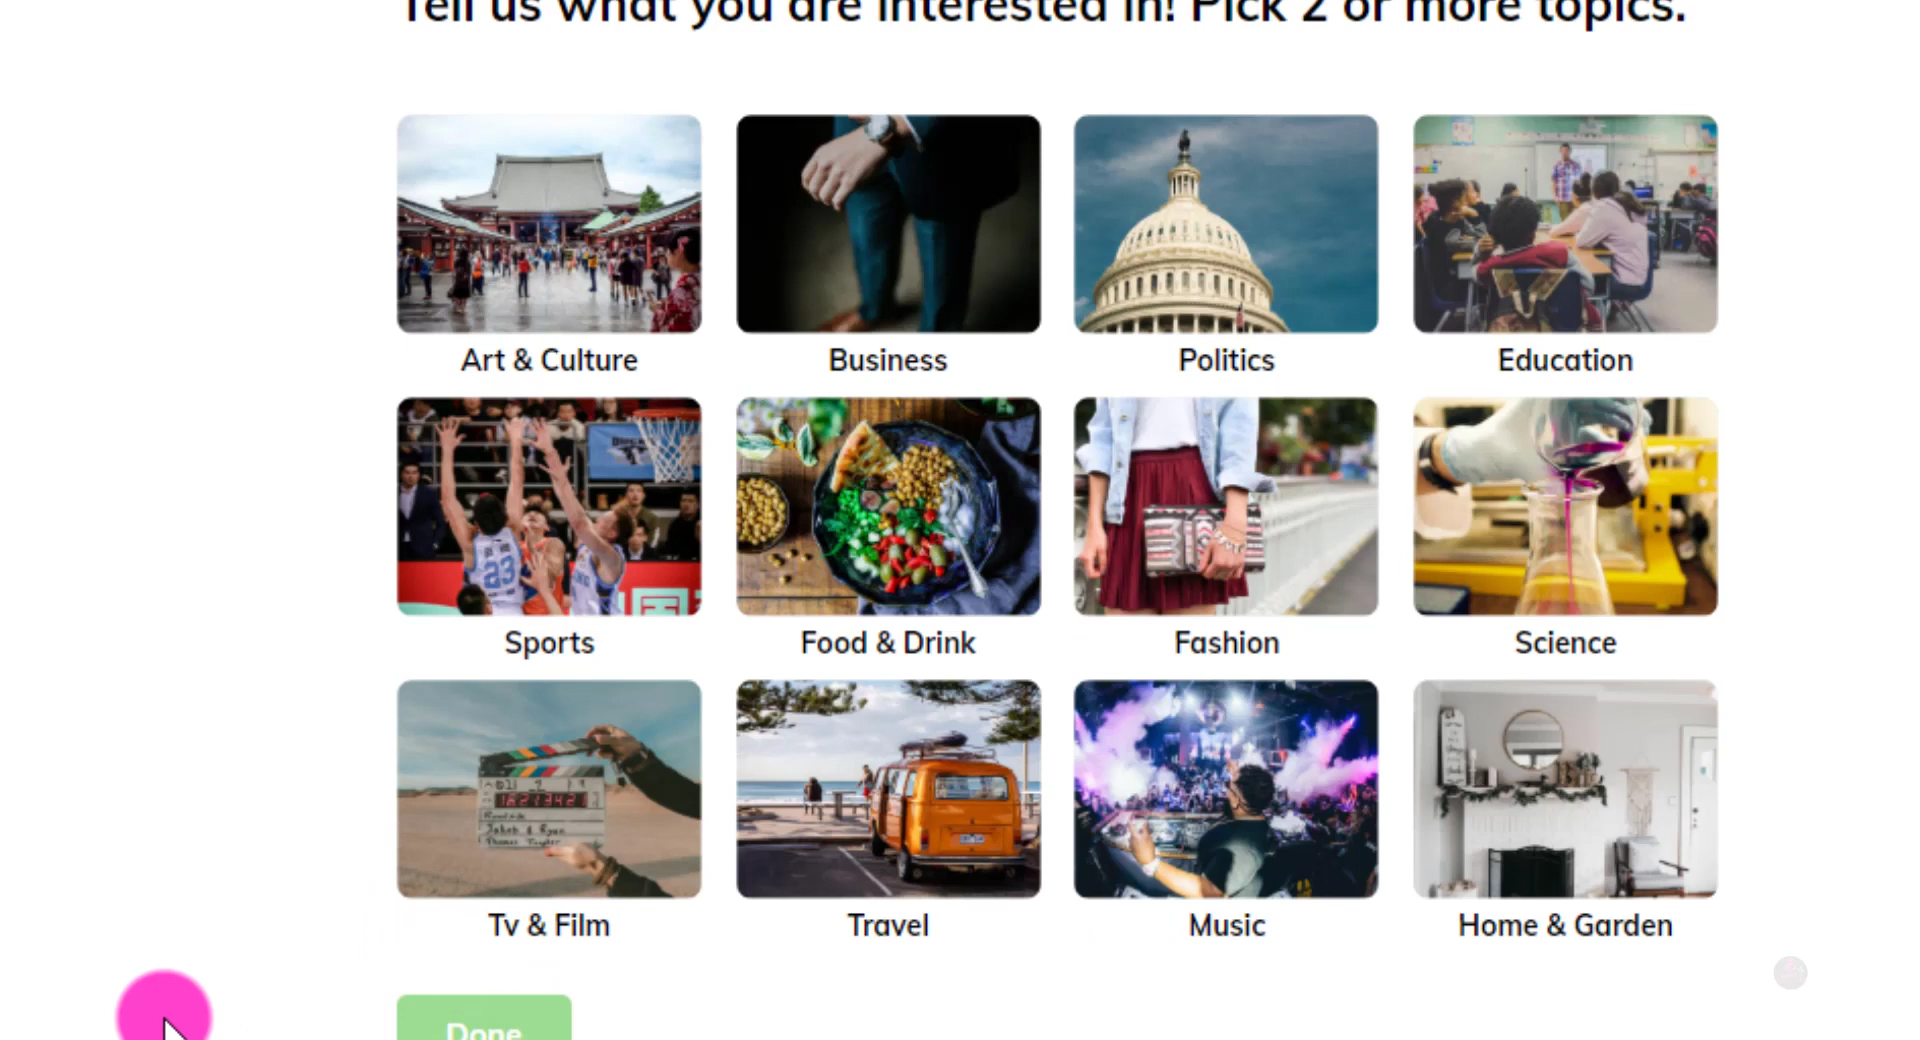 Tell us what you are interested in! Pick 2 or more topics.
Art & Culture
Business
Politics
Education
23
Sports
Food & Drink
Fashion
Science
Tv & Film
Travel
Music
Home & Garden
Done